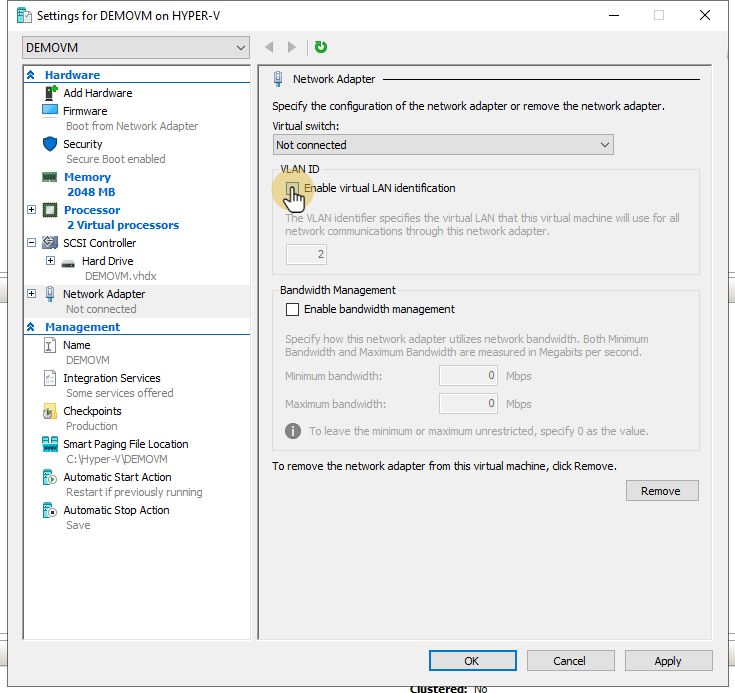 Settings for DEMOVM on HYPER-V
DEMOVM
Hardware
Add Hardware
Firmware
Boot from Network Adapter
Security
Secure Boot enabled
Memory
2048 MB
Processor
2 Virtual processors
SCSI Controller
Hard Drive
DEMOVM.vhdx
Network Adapter
Not connected
Management
Name
DEMOVM
Integration Services
Some services offered
Checkpoints
Production
Smart Paging File Location
C:\Hyper-V\DEMOVM
Automatic Start Action
Restart if previously running
Automatic Stop Action
Save
Network Adapter
Specify the configuration of the network adapter or remove the network adapter.
Virtual switch:
Not connected
VLAN ID
Enable virtual LAN identification
The VLAN identifier specifies the virtual LAN that this virtual machine will use for all
network communications through this network adapter.
2
Bandwidth Management
Enable bandwidth management
Specify how this network adapter utilizes network bandwidth. Both Minimum
Bandwidth and Maximum Bandwidth are measured in Megabits per second.
Minimum bandwidth: 0 Mbps
Maximum bandwidth: 0 Mbps
To leave the minimum or maximum unrestricted, specify 0 as the value.
To remove the network adapter from this virtual machine, click Remove.
Remove
OK Cancel Apply
Clustered: No